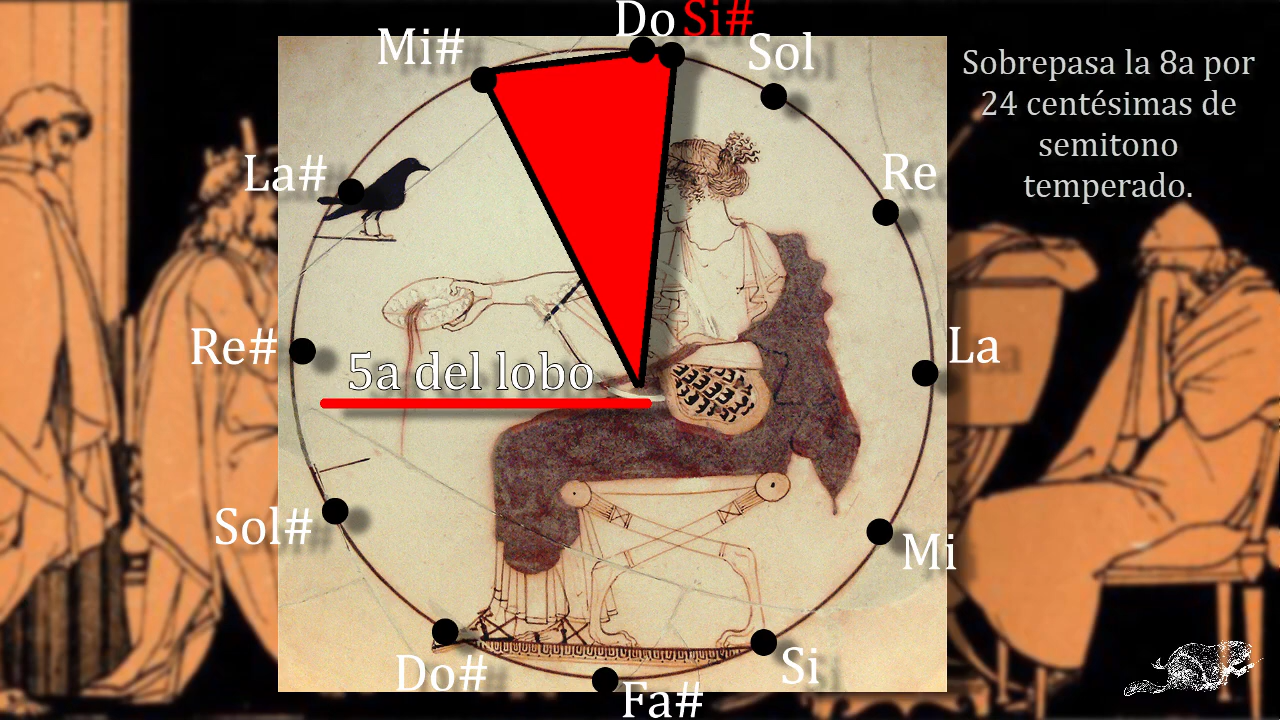 Do Si#
Mi#
Sol
Sobrepasa la 8a por
24 centésimas de
semitono
temperado.
La#
Re
Re#
La
5a del lobo
Sol#
Mi
Do#
Si
Fa#